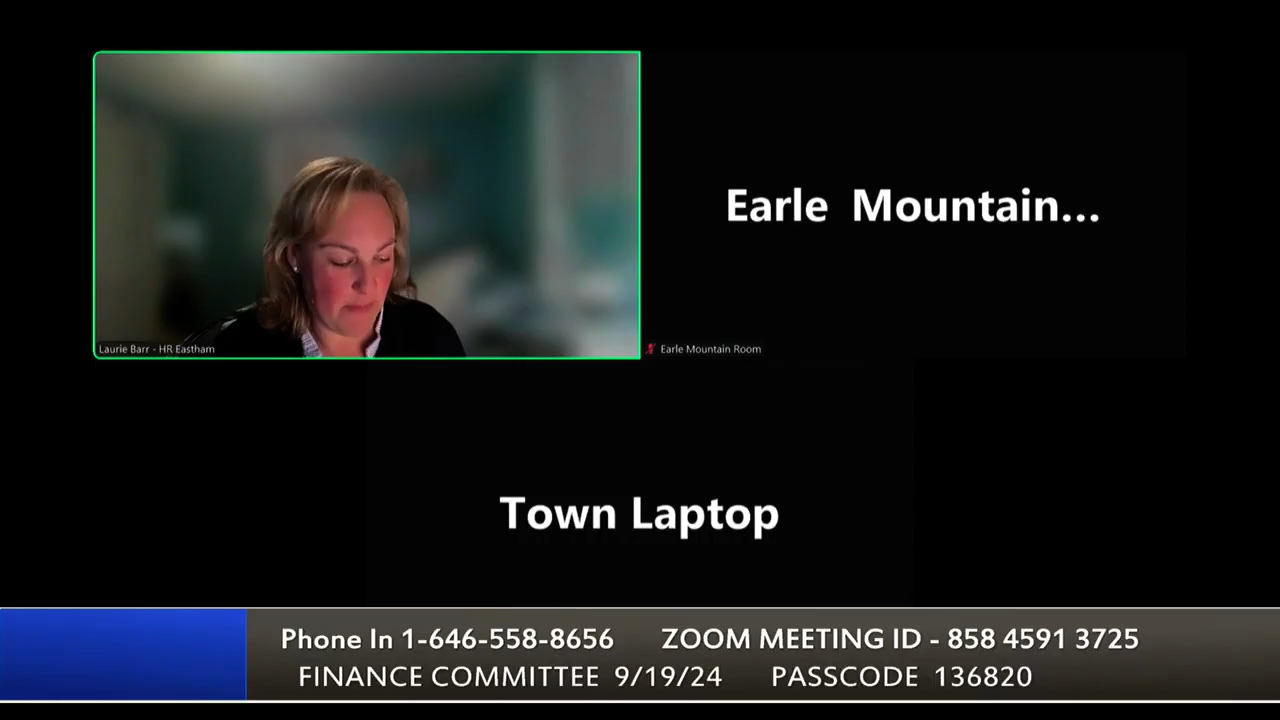 Earle Mountain...
Laurie Barr - HR Eastham
Earle Mountain Room
Town Laptop
Phone In 1-646-558-8656 ZOOM MEETING ID - 858 4591 3725
FINANCE COMMITTEE 9/19/24 PASSCODE 136820